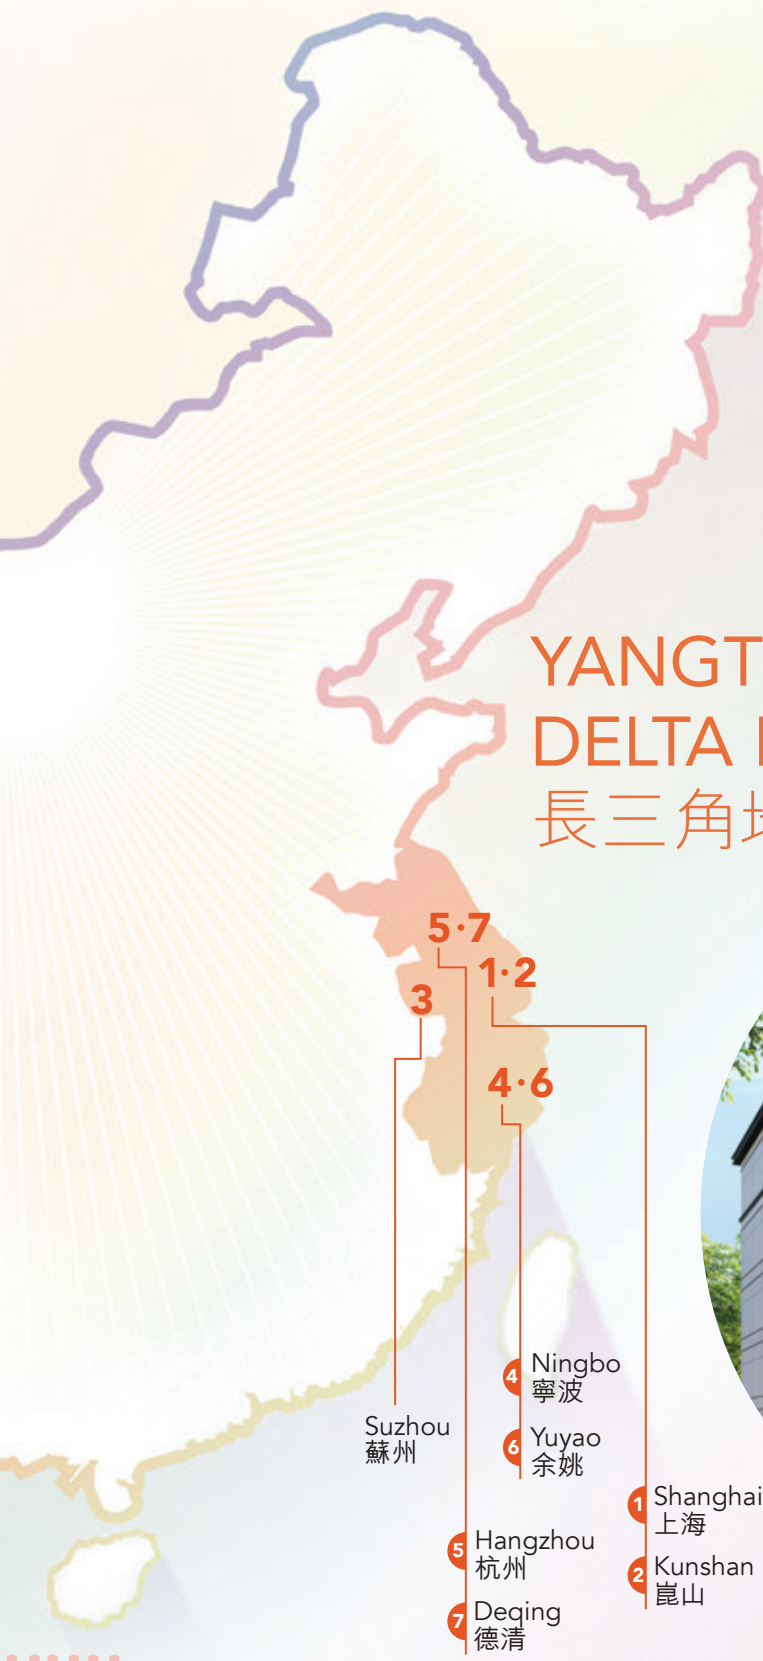 YANGT
DELTA
長三角
5·7
1·2
3
4·6
4 Ningbo
寧波
Suzhou
蘇州
6 Yuyao
余姚
1 Shanghai
上海
5 Hangzhou
杭州
2 Kunshan
崑山
7 Deqing
德清